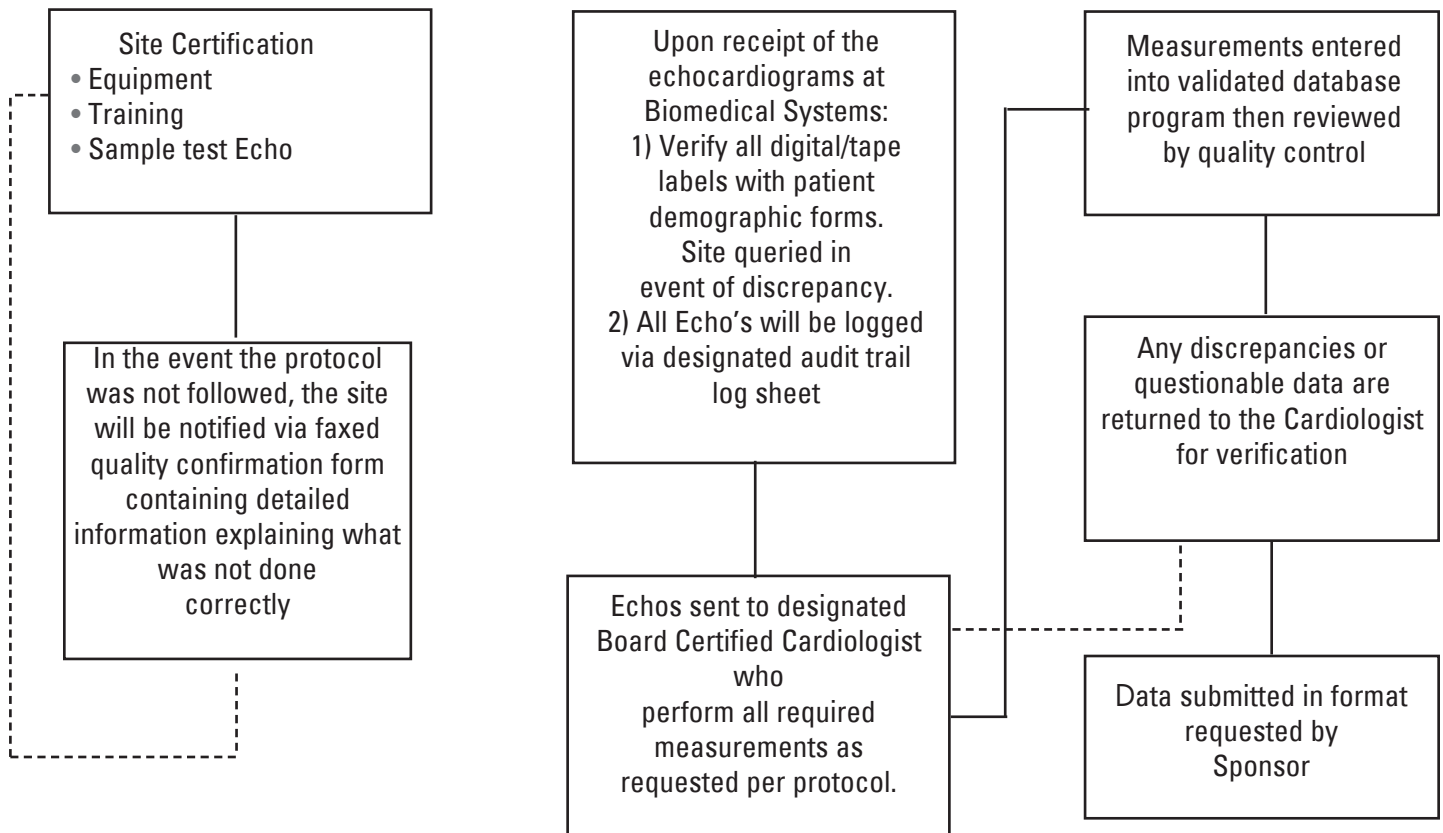 Site Certification
• Equipment
• Training
• Sample test Echo
In the event the protocol
was not followed, the site
will be notified via faxed
quality confirmation form
containing detailed
information explaining what
was not done
correctly
Upon receipt of the
echocardiograms at
Biomedical Systems:
1) Verify all digital/tape
labels with patient
demographic forms.
Site queried in
event of discrepancy.
2) All Echo's will be logged
via designated audit trail
log sheet
Echos sent to designated
Board Certified Cardiologist
who
perform all required
measurements as
requested per protocol.
Measurements entered
into validated database
program then reviewed
by quality control
Any discrepancies or
questionable data are
returned to the Cardiologist
for verification
Data submitted in format
requested by
Sponsor